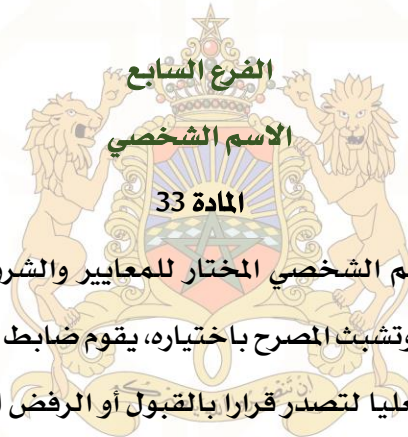 الفرع السابع
الاسم الشخصي
المادة 33
م الشخصي المختار للمعايير والشرو
وتشبث المصرح باختياره، يقوم ضابط
عليا لتصدر قرارا بالقبول أو الرفض ا